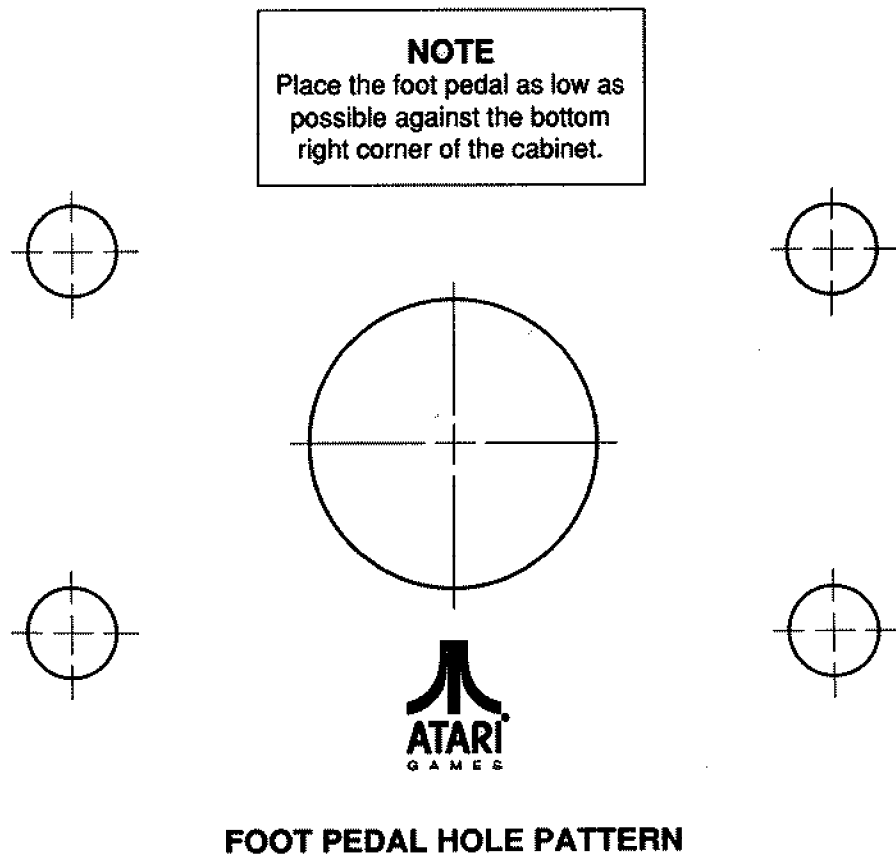 NOTE
Place the foot pedal as low as
possible against the bottom
right corner of the cabinet.
ATARI
GAMES
FOOT PEDAL HOLE PATTERN